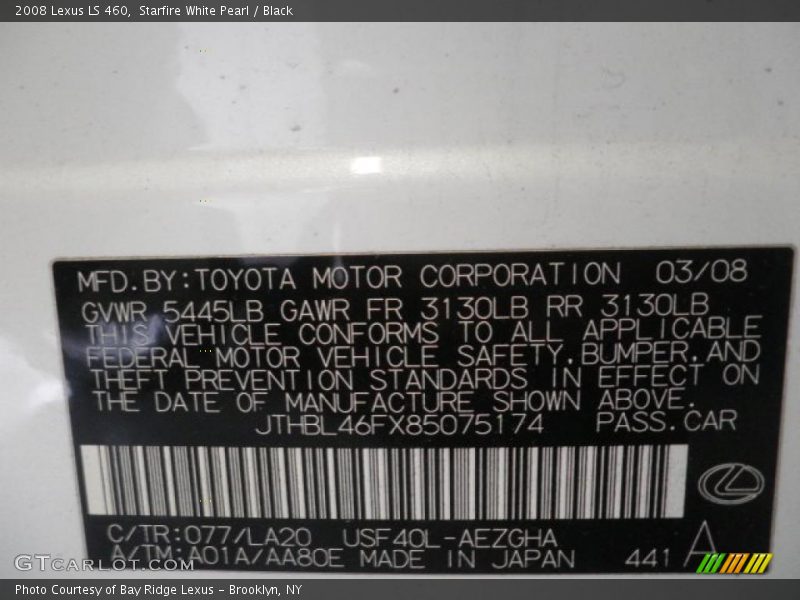 2008 Lexus LS 460,  Starfire White Pearl / Black
MFD.BY:TOYOTA MOTOR CORPORATION 03/08
GVWR 5445LB GAWR FR 3130LB RR 3130LB
THIS VEHICLE CONFORMS TO ALL APPLICABLE
FEDERAL MOTOR VEHICLE SAFETY,BUMPER,AND
THEFT PREVENTION STANDARDS IN EFFECT ON
THE DATE OF MANUFACTURE SHOWN ABOVE.
JTHBL46FX85075174 PASS.CAR
C/TR:077/LA20 USF40L-AEZGHA
A/TM:A01A/AA80E MADE IN JAPAN 441 A
GTCARLOT.COM
Photo Courtesy of Bay Ridge Lexus - Brooklyn, NY